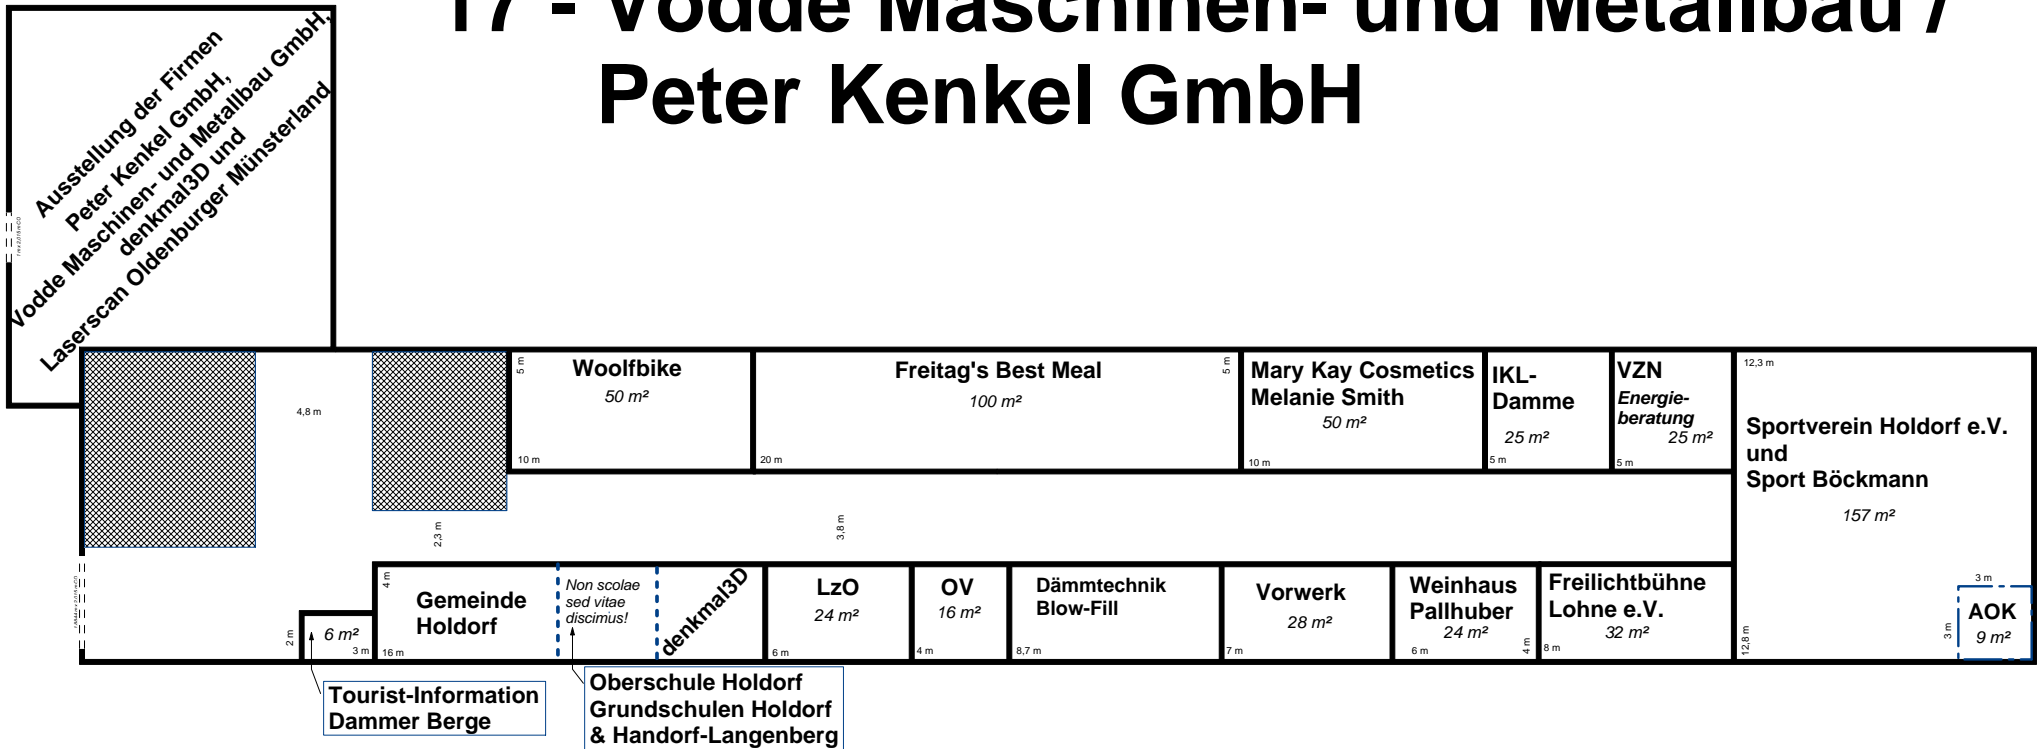 17 - Vodde Maschinen- und Metallbau /
Peter Kenkel GmbH
Ausstellung der Firmen
Peter Kenkel GmbH,
Vodde Maschinen- und Metallbau GmbH,
denkmal3D und
Laserscan Oldenburger Münsterland
4,8 m
2,3 m
3,8 m
5 m
Woolfbike
50 m²
10 m
Freitag's Best Meal
100 m²
20 m
5 m
Mary Kay Cosmetics
Melanie Smith
50 m²
10 m
IKL-
Damme
25 m²
5 m
VZN
Energie-
beratung
25 m²
5 m
12,3 m
Sportverein Holdorf e.V.
und
Sport Böckmann
157 m²
12,8 m
3 m
3 m
AOK
9 m²
2 m
6 m²
3 m
4 m
Gemeinde
Holdorf
16 m
Non scolae
sed vitae
discimus!
denkmal3D
LzO
24 m²
6 m
OV
16 m²
4 m
Dämmtechnik
Blow-Fill
8,7 m
Vorwerk
28 m²
7 m
Weinhaus
Pallhuber
24 m²
6 m
4 m
Freilichtbühne
Lohne e.V.
32 m²
8 m
Tourist-Information
Dammer Berge
Oberschule Holdorf
Grundschulen Holdorf
& Handorf-Langenberg